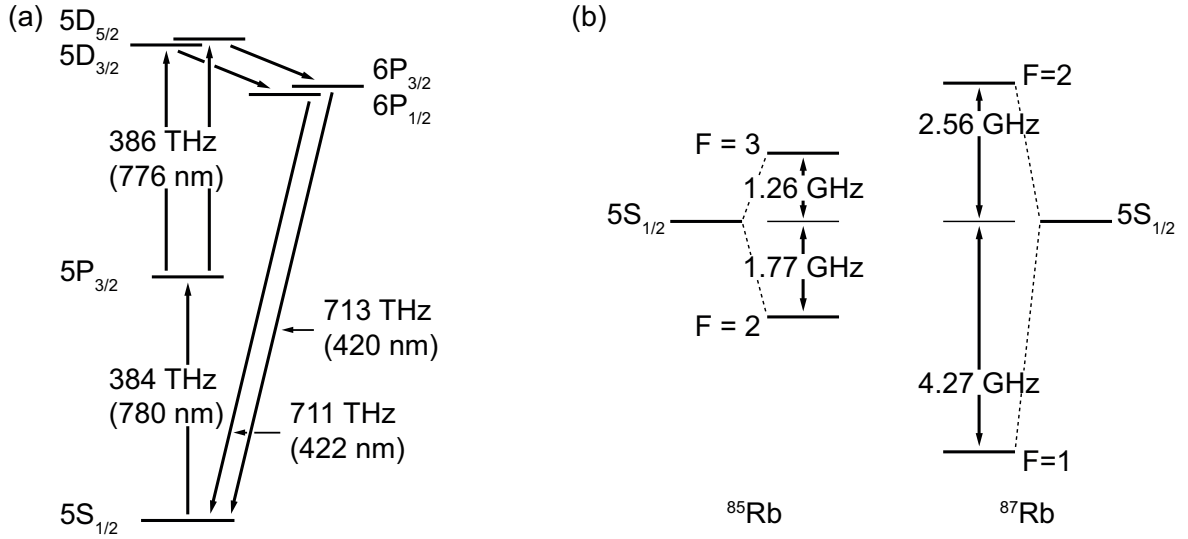 (a)
5D5/2
5D3/2
6P3/2
6P1/2
386 THz
(776 nm)
5P3/2
713 THz
(420 nm)
384 THz
(780 nm)
711 THz
(422 nm)
5S1/2
(b)
F=2
2.56 GHz
F = 3
1.26 GHz
5S1/2
5S1/2
1.77 GHz
F = 2
4.27 GHz
F=1
85Rb
87Rb